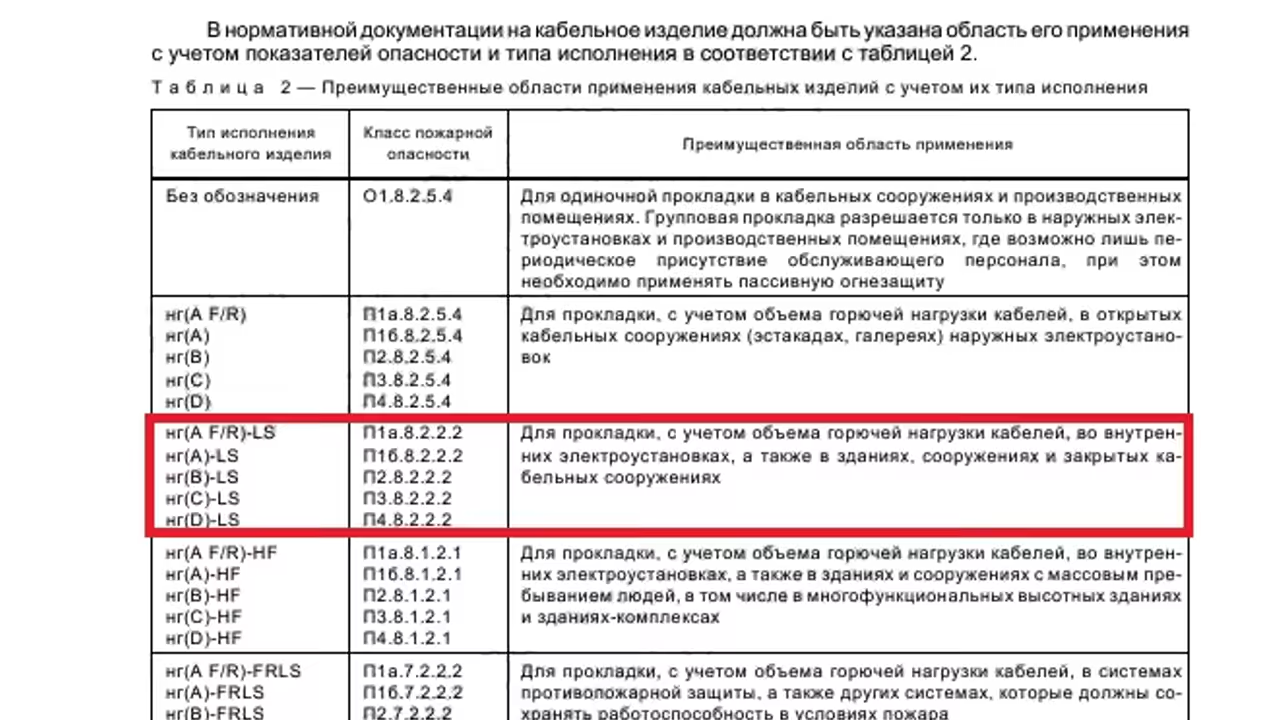 В нормативной документации на кабельное изделие должна быть указана область его применения
с учетом показателей опасности и типа исполнения в соответствии с таблицей 2.
Таблица 2 — Преимущественные области применения кабельных изделий с учетом их типа исполнения
Тип исполнения
кабельного изделия
Класс пожарной
опасности
Преимущественная область применения
Без обозначения
О1.8.2.5.4
Для одиночной прокладки в кабельных сооружениях и производственных
помещениях. Групповая прокладка разрешается только в наружных элек-
троустановках и производственных помещениях, где возможно лишь пе-
риодическое присутствие обслуживающего персонала, при этом
необходимо применять пассивную огнезащиту
нг(A F/R)
нг(A)
нг(B)
нг(C)
нг(D)
П1а.8.2.5.4
П1б.8.2.5.4
П2.8.2.5.4
П3.8.2.5.4
П4.8.2.5.4
Для прокладки, с учетом объема горючей нагрузки кабелей, в открытых
кабельных сооружениях (эстакадах, галереях) наружных электроустано-
вок
нг(A F/R)-LS
нг(A)-LS
нг(B)-LS
нг(C)-LS
нг(D)-LS
П1а.8.2.2.2
П1б.8.2.2.2
П2.8.2.2.2
П3.8.2.2.2
П4.8.2.2.2
Для прокладки, с учетом объема горючей нагрузки кабелей, во внутрен-
них электроустановках, а также в зданиях, сооружениях и закрытых ка-
бельных сооружениях
нг(A F/R)-HF
нг(A)-HF
нг(B)-HF
нг(C)-HF
нг(D)-HF
П1а.8.1.2.1
П1б.8.1.2.1
П2.8.1.2.1
П3.8.1.2.1
П4.8.1.2.1
Для прокладки, с учетом объема горючей нагрузки кабелей, во внутрен-
них электроустановках, а также в зданиях и сооружениях с массовым пре-
быванием людей, в том числе в многофункциональных высотных зданиях
и зданиях-комплексах
нг(A F/R)-FRLS
нг(A)-FRLS
нг(B)-FRLS
П1а.7.2.2.2
П1б.7.2.2.2
П2.7.2.2.2
Для прокладки, с учетом объема горючей нагрузки кабелей, в системах
противопожарной защиты, а также других системах, которые должны со-
хранять работоспособность в условиях пожара